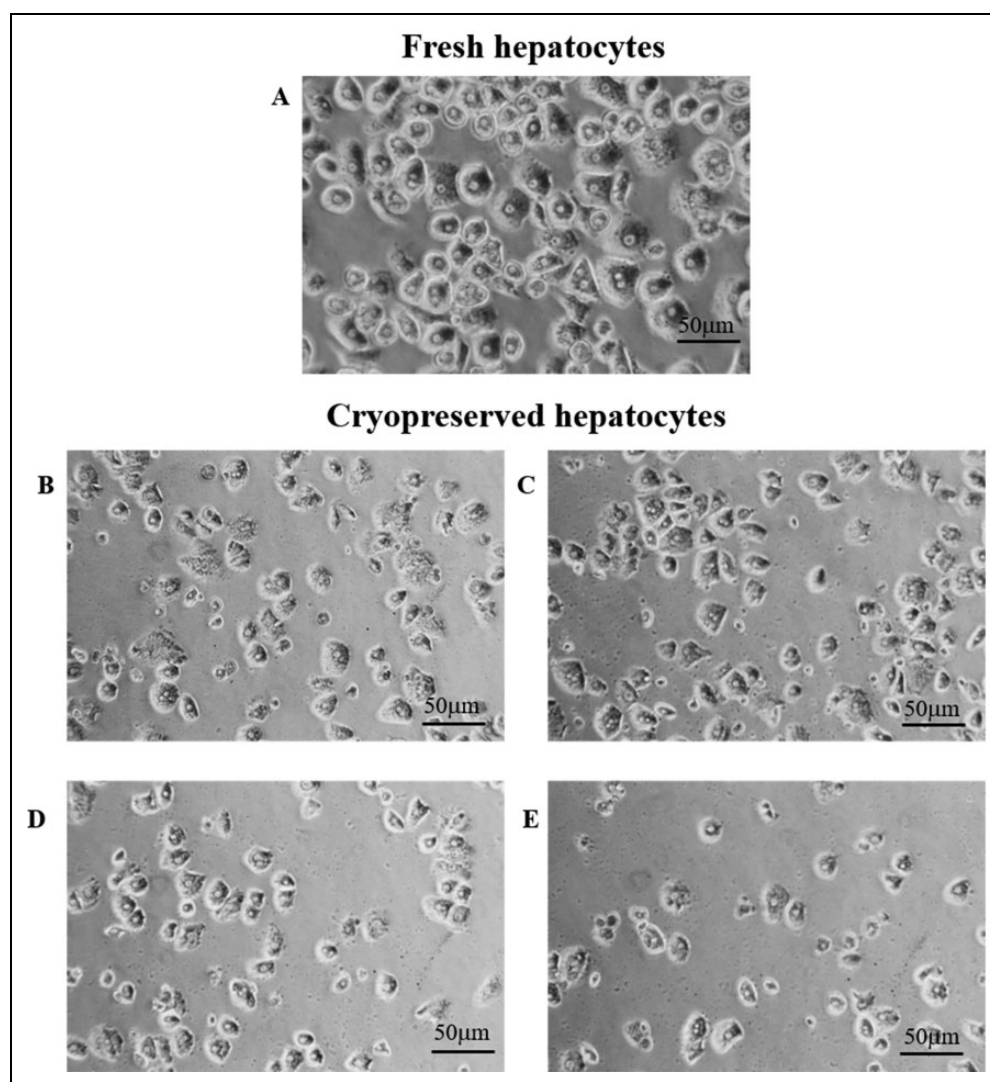 Fresh hepatocytes
A
50μm
Cryopreserved hepatocytes
B
C
50μm
50μm
D
E
50μm
50μm